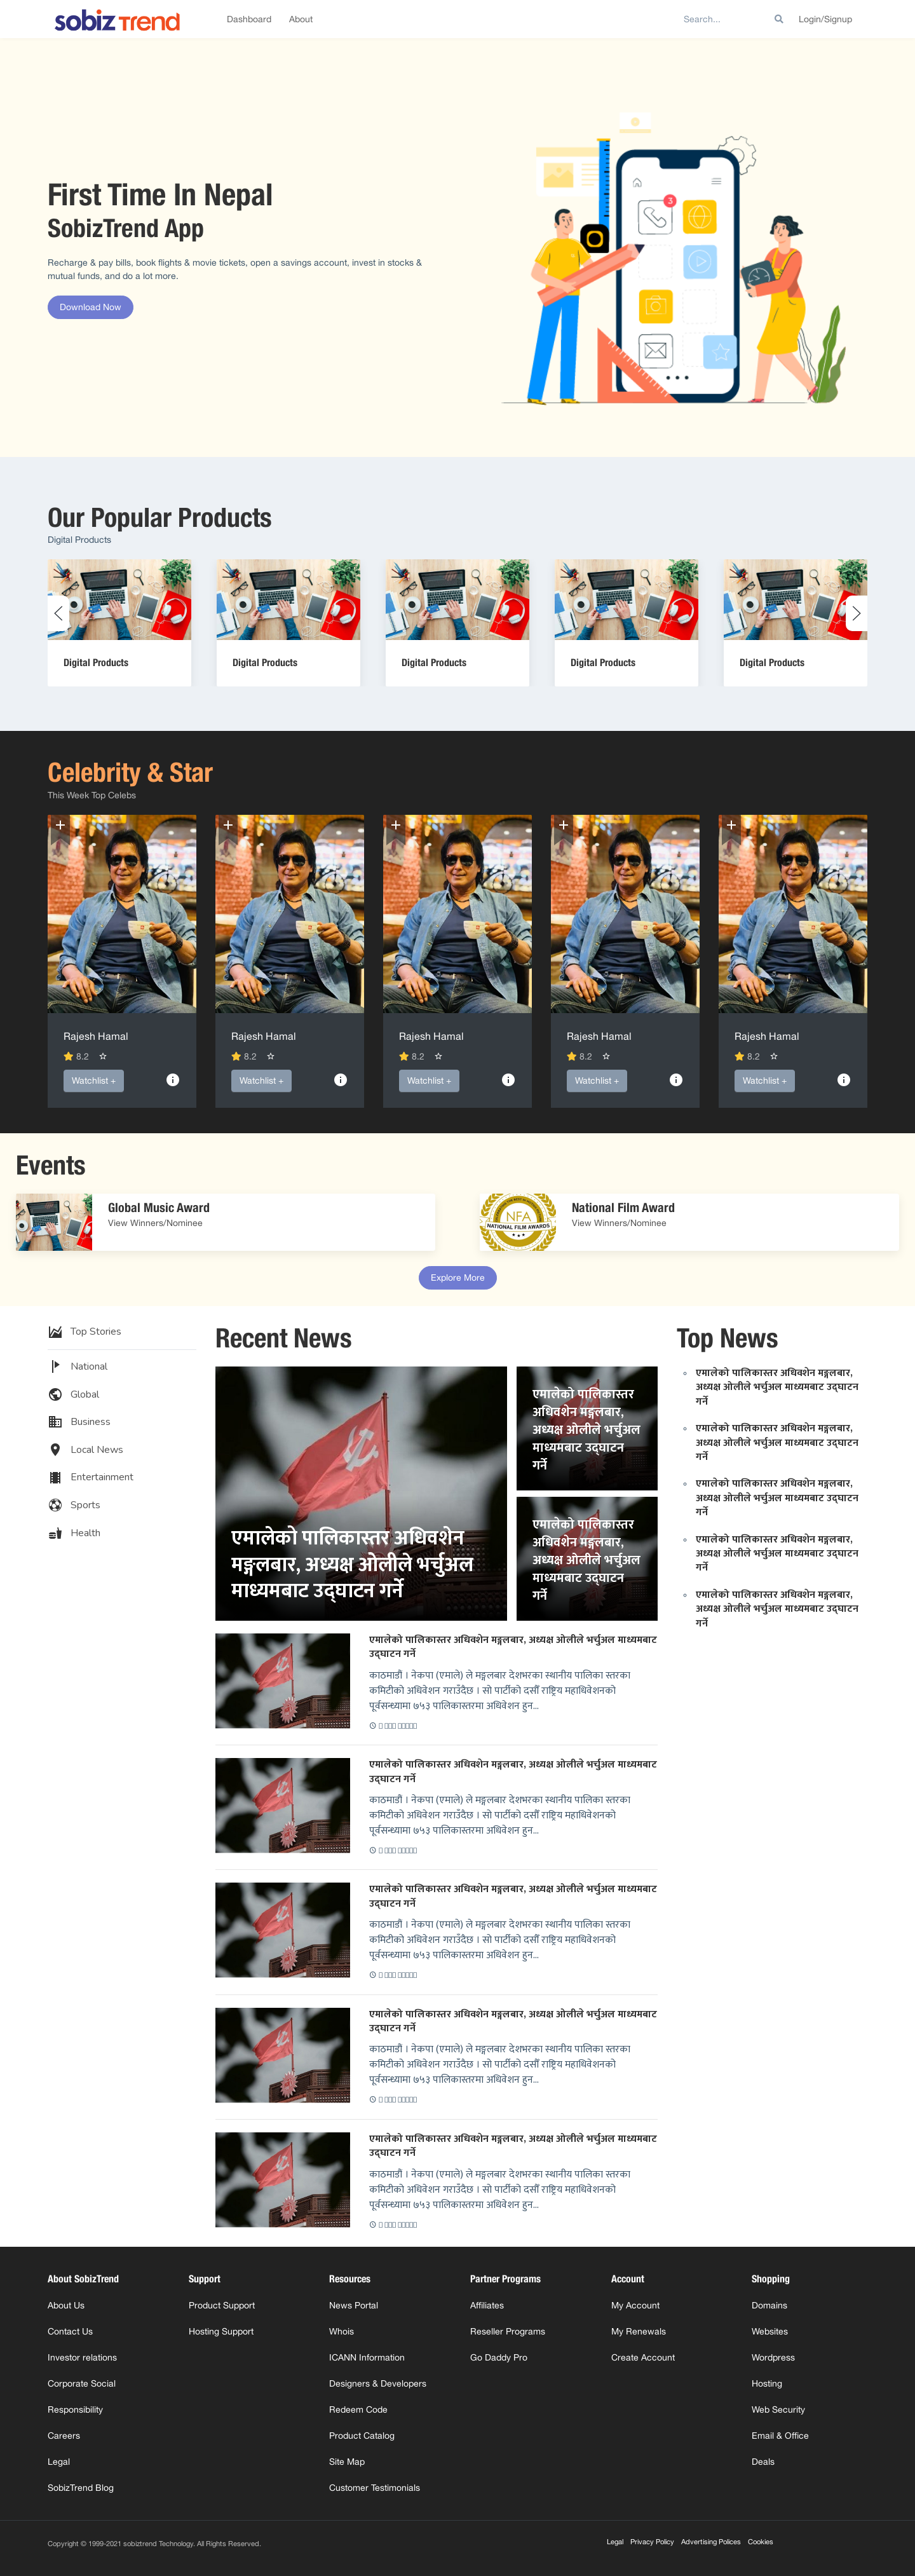 sobiz trend
Dashboard
About
Search...
Login/Signup
First Time In Nepal
SobizTrend App
Recharge & pay bills, book flights & movie tickets, open a savings account, invest in stocks &
mutual funds, and do a lot more.
Download Now
3
Our Popular Products
Digital Products
Digital Products
Digital Products
Digital Products
Digital Products
Digital Products
Celebrity & Star
This Week Top Celebs
Rajesh Hamal
8.2
Watchlist +
Rajesh Hamal
8.2
Watchlist +
Rajesh Hamal
8.2
Watchlist +
Rajesh Hamal
8.2
Watchlist +
Rajesh Hamal
8.2
Watchlist +
Events
Global Music Award
View Winners/Nominee
NFA
NATIONAL FILM AWARDS
National Film Award
View Winners/Nominee
Explore More
Top Stories
National
Global
Business
Local News
Entertainment
Sports
Health
Recent News
एमालेको पालिकास्तर अधिवशेन
मङ्गलबार, अध्यक्ष ओलीले भर्चुअल
माध्यमबाट उद्घाटन गर्ने
एमालेको पालिकास्तर
अधिवशेन मङ्गलबार,
अध्यक्ष ओलीले भर्चुअल
माध्यमबाट उद्घाटन
गर्ने
एमालेको पालिकास्तर
अधिवशेन मङ्गलबार,
अध्यक्ष ओलीले भर्चुअल
माध्यमबाट उद्घाटन
गर्ने
एमालेको पालिकास्तर अधिवशेन मङ्गलबार, अध्यक्ष ओलीले भर्चुअल माध्यमबाट
उद्घाटन गर्ने
काठमाडौं । नेकपा (एमाले) ले मङ्गलबार देशभरका स्थानीय पालिका स्तरका
कमिटीको अधिवेशन गराउँदैछ । सो पार्टीको दसौँ राष्ट्रिय महाधिवेशनको
पूर्वसन्ध्यामा ७५३ पालिकास्तरमा अधिवेशन हुन...
एमालेको पालिकास्तर अधिवशेन मङ्गलबार, अध्यक्ष ओलीले भर्चुअल माध्यमबाट
उद्घाटन गर्ने
काठमाडौं । नेकपा (एमाले) ले मङ्गलबार देशभरका स्थानीय पालिका स्तरका
कमिटीको अधिवेशन गराउँदैछ । सो पार्टीको दसौँ राष्ट्रिय महाधिवेशनको
पूर्वसन्ध्यामा ७५३ पालिकास्तरमा अधिवेशन हुन...
एमालेको पालिकास्तर अधिवशेन मङ्गलबार, अध्यक्ष ओलीले भर्चुअल माध्यमबाट
उद्घाटन गर्ने
काठमाडौं । नेकपा (एमाले) ले मङ्गलबार देशभरका स्थानीय पालिका स्तरका
कमिटीको अधिवेशन गराउँदैछ । सो पार्टीको दसौँ राष्ट्रिय महाधिवेशनको
पूर्वसन्ध्यामा ७५३ पालिकास्तरमा अधिवेशन हुन...
एमालेको पालिकास्तर अधिवशेन मङ्गलबार, अध्यक्ष ओलीले भर्चुअल माध्यमबाट
उद्घाटन गर्ने
काठमाडौं । नेकपा (एमाले) ले मङ्गलबार देशभरका स्थानीय पालिका स्तरका
कमिटीको अधिवेशन गराउँदैछ । सो पार्टीको दसौँ राष्ट्रिय महाधिवेशनको
पूर्वसन्ध्यामा ७५३ पालिकास्तरमा अधिवेशन हुन...
एमालेको पालिकास्तर अधिवशेन मङ्गलबार, अध्यक्ष ओलीले भर्चुअल माध्यमबाट
उद्घाटन गर्ने
काठमाडौं । नेकपा (एमाले) ले मङ्गलबार देशभरका स्थानीय पालिका स्तरका
कमिटीको अधिवेशन गराउँदैछ । सो पार्टीको दसौँ राष्ट्रिय महाधिवेशनको
पूर्वसन्ध्यामा ७५३ पालिकास्तरमा अधिवेशन हुन...
Top News
एमालेको पालिकास्तर अधिवशेन मङ्गलबार,
अध्यक्ष ओलीले भर्चुअल माध्यमबाट उद्घाटन
गर्ने
एमालेको पालिकास्तर अधिवशेन मङ्गलबार,
अध्यक्ष ओलीले भर्चुअल माध्यमबाट उद्घाटन
गर्ने
एमालेको पालिकास्तर अधिवशेन मङ्गलबार,
अध्यक्ष ओलीले भर्चुअल माध्यमबाट उद्घाटन
गर्ने
एमालेको पालिकास्तर अधिवशेन मङ्गलबार,
अध्यक्ष ओलीले भर्चुअल माध्यमबाट उद्घाटन
गर्ने
एमालेको पालिकास्तर अधिवशेन मङ्गलबार,
अध्यक्ष ओलीले भर्चुअल माध्यमबाट उद्घाटन
गर्ने
About SobizTrend
About Us
Contact Us
Investor relations
Corporate Social
Responsibility
Careers
Legal
SobizTrend Blog
Support
Product Support
Hosting Support
Resources
News Portal
Whois
ICANN Information
Designers & Developers
Redeem Code
Product Catalog
Site Map
Customer Testimonials
Partner Programs
Affiliates
Reseller Programs
Go Daddy Pro
Account
My Account
My Renewals
Create Account
Shopping
Domains
Websites
Wordpress
Hosting
Web Security
Email & Office
Deals
Copyright © 1999-2021 sobiztrend Technology. All Rights Reserved.
Legal
Privacy Policy
Advertising Polices
Cookies